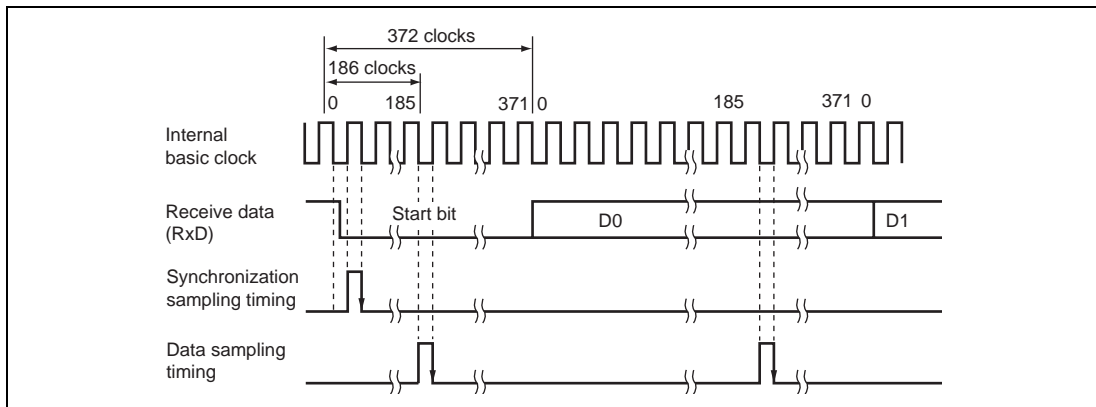 372 clocks
186 clocks
0 185 371 0 185 371 0
Internal
basic clock
Receive data
(RxD)
Start bit D0 D1
Synchronization
sampling timing
Data sampling
timing